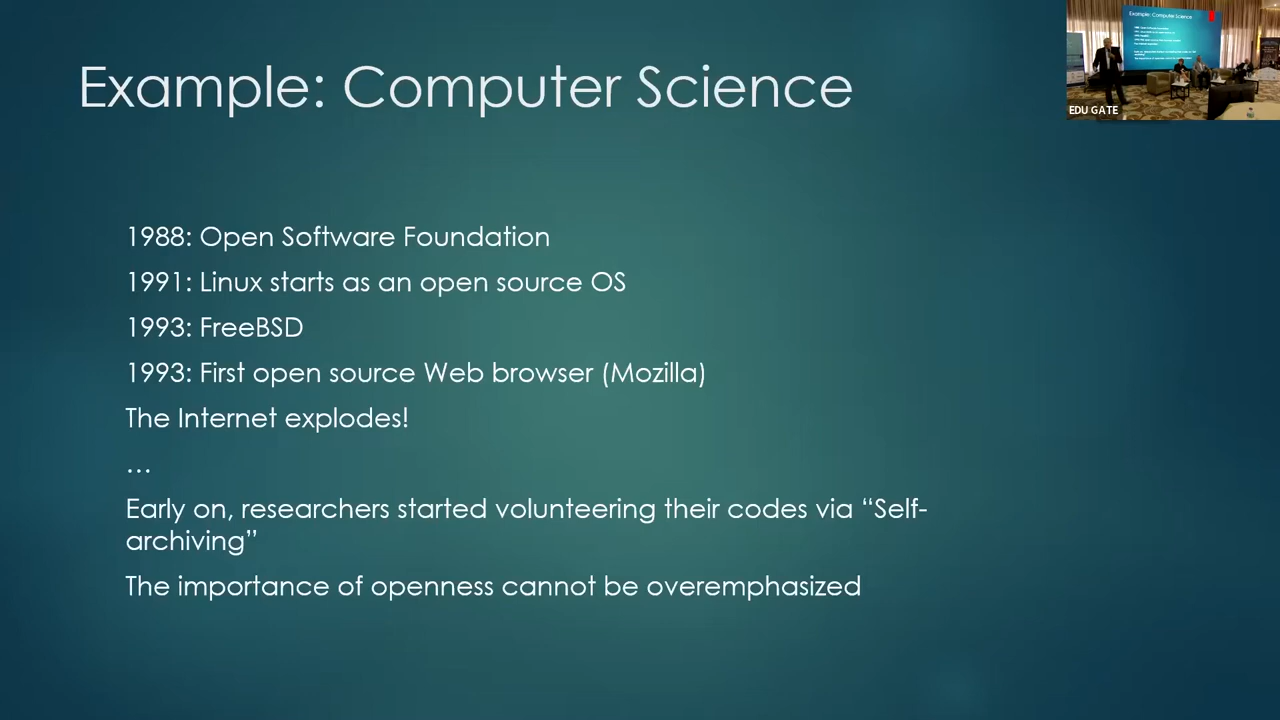 Example: Computer Science
EDU GATE
1988: Open Software Foundation
1991: Linux starts as an open source OS
1993: FreeBSD
1993: First open source Web browser (Mozilla)
The Internet explodes!
…
Early on, researchers started volunteering their codes via “Self-
archiving”
The importance of openness cannot be overemphasized